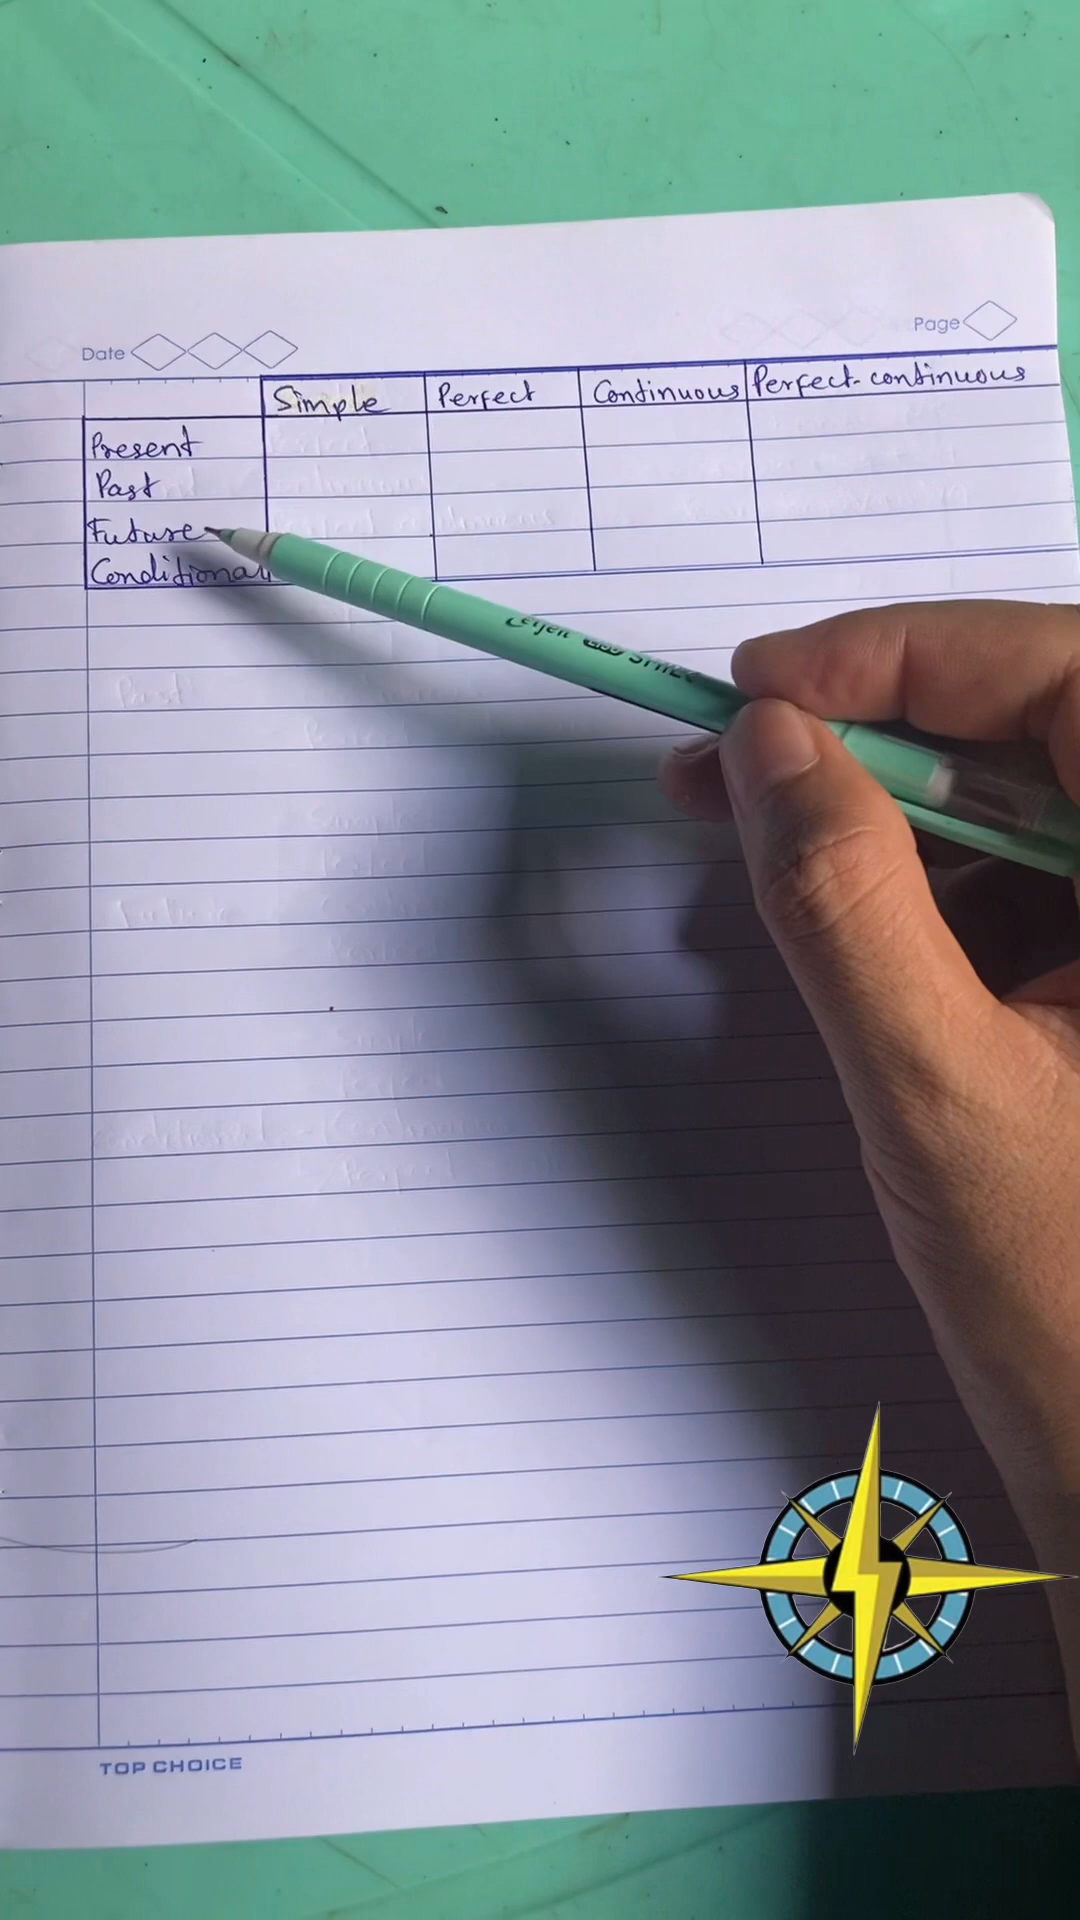 Date
Page
Simple Perfect Continuous Perfect-continuous
Present
Past
Future
Conditional
TOP CHOICE